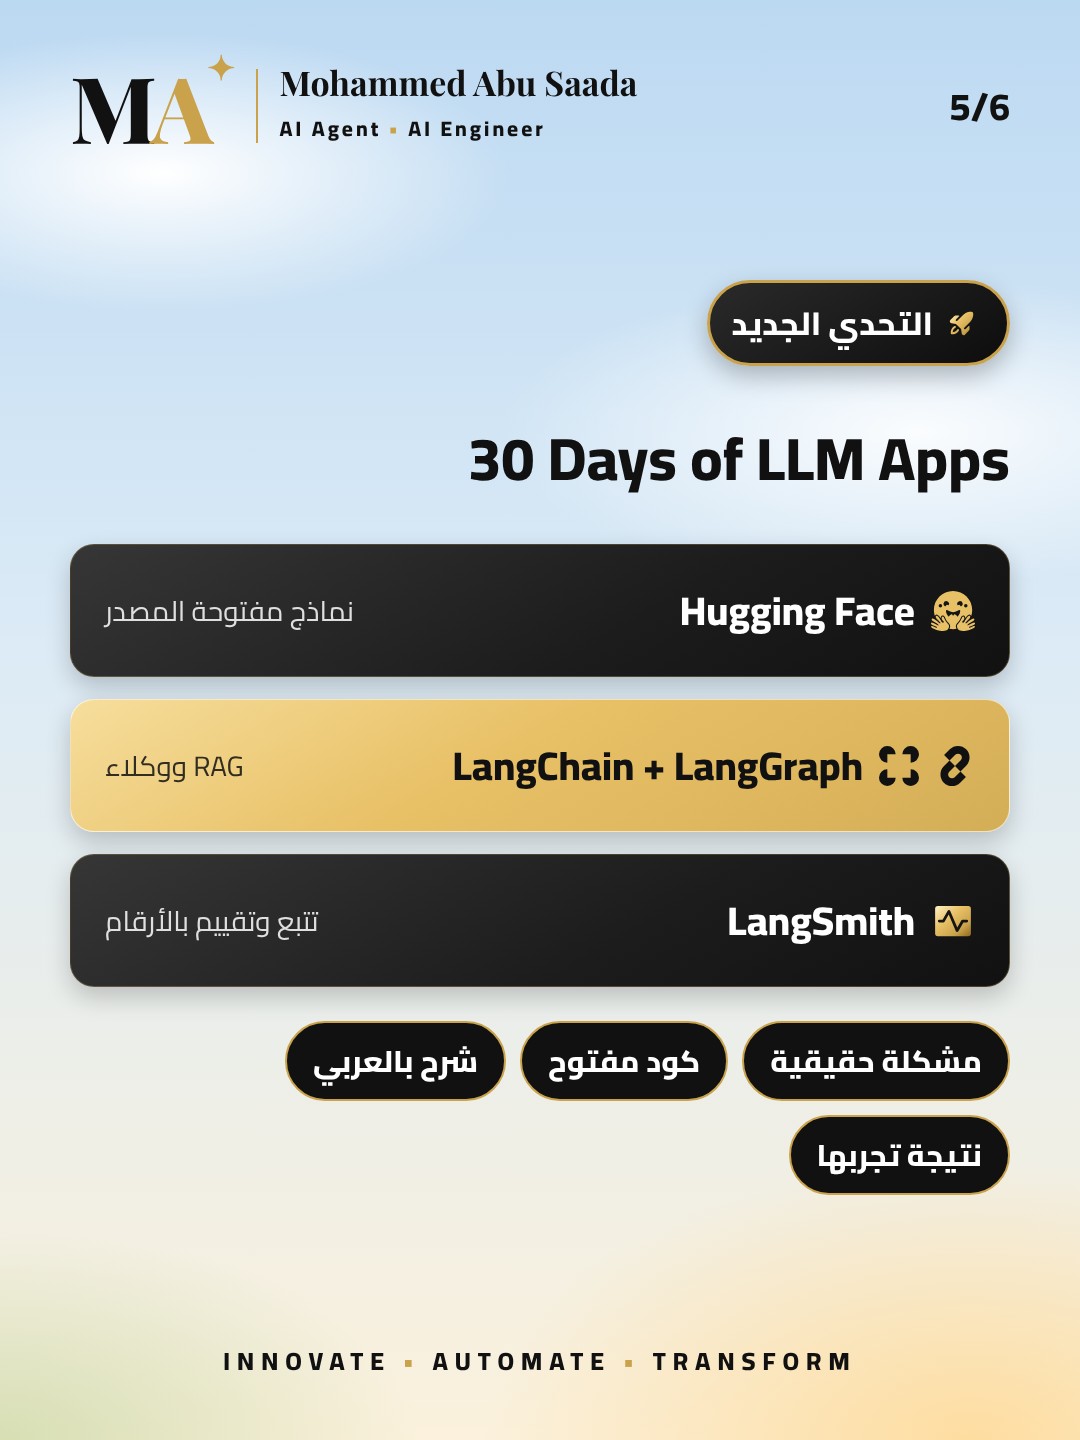 MA
Mohammed Abu Saada
AI Agent ▪ AI Engineer
5/6
التحدي الجديد
30 Days of LLM Apps
Hugging Face
نماذج مفتوحة المصدر
LangChain + LangGraph
RAG ووكلاء
LangSmith
تتبع وتقييم بالأرقام
مشكلة حقيقية
كود مفتوح
شرح بالعربي
نتيجة تجربها
INNOVATE ▪ AUTOMATE ▪ TRANSFORM